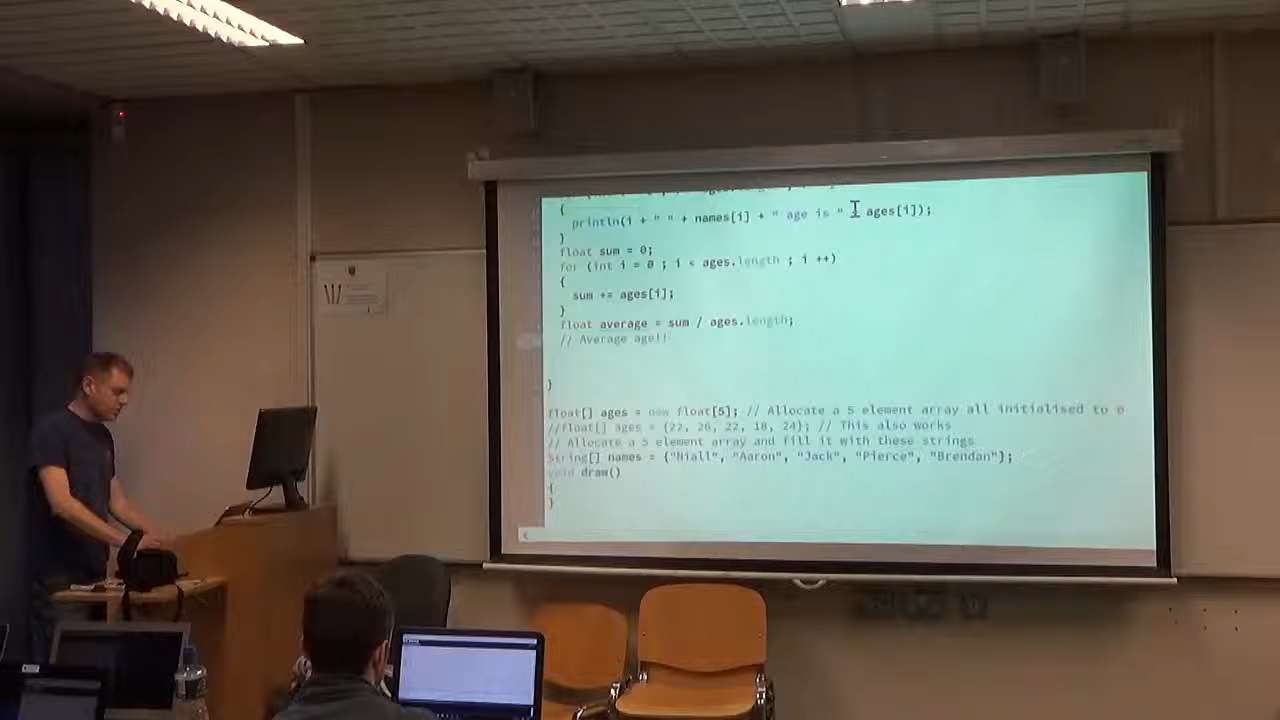 {
println(i + " " + names[i] + " age is " ages[i]);
}
float sum = 0;
for (int i = 0 ; i < ages.length ; i ++)
{
sum += ages[i];
}
float average = sum / ages.length;
// Average age!!
}
float[] ages = new float[5]; // Allocate a 5 element array all initialised to 0
//float[] ages = {22, 26, 22, 18, 24}; // This also works
// Allocate a 5 element array and fill it with these strings
String[] names = {"Niall", "Aaron", "Jack", "Pierce", "Brendan"};
void draw()
{
}